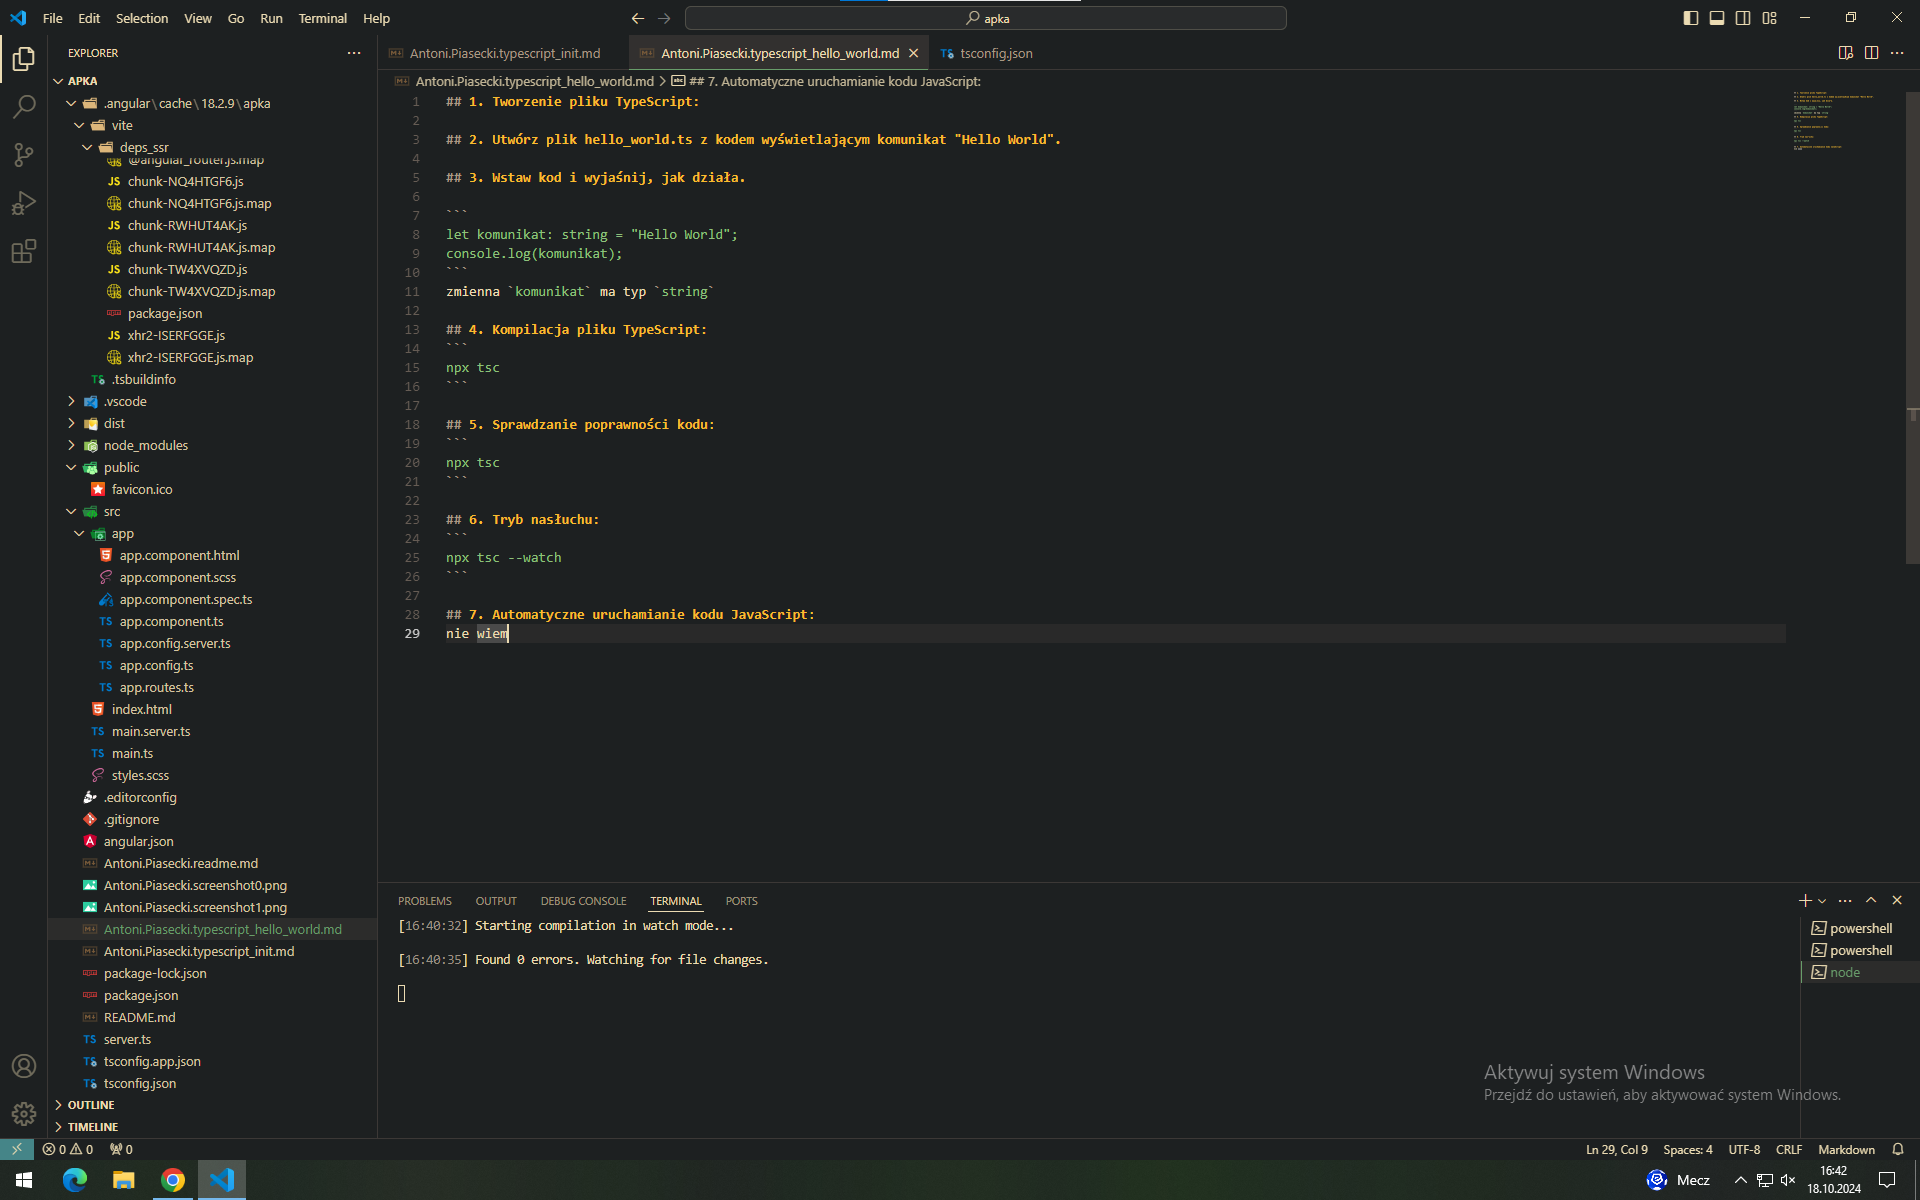 File Edit Selection View Go Run Terminal Help
apka
EXPLORER
APKA
.angular\cache\18.2.9\apka
vite
deps_ssr
@angular_router.js.map
chunk-NQ4HTGF6.js
chunk-NQ4HTGF6.js.map
chunk-RWHUT4AK.js
chunk-RWHUT4AK.js.map
chunk-TW4XVQZD.js
chunk-TW4XVQZD.js.map
package.json
xhr2-ISERFGGE.js
xhr2-ISERFGGE.js.map
.tsbuildinfo
.vscode
dist
node_modules
public
favicon.ico
src
app
app.component.html
app.component.scss
app.component.spec.ts
app.component.ts
app.config.server.ts
app.config.ts
app.routes.ts
index.html
main.server.ts
main.ts
styles.scss
.editorconfig
.gitignore
angular.json
Antoni.Piasecki.readme.md
Antoni.Piasecki.screenshot0.png
Antoni.Piasecki.screenshot1.png
Antoni.Piasecki.typescript_hello_world.md
Antoni.Piasecki.typescript_init.md
package-lock.json
package.json
README.md
server.ts
tsconfig.app.json
tsconfig.json
OUTLINE
TIMELINE
Antoni.Piasecki.typescript_init.md Antoni.Piasecki.typescript_hello_world.md tsconfig.json
Antoni.Piasecki.typescript_hello_world.md > ## 7. Automatyczne uruchamianie kodu JavaScript:
1 ## 1. Tworzenie pliku TypeScript:
2
3 ## 2. Utwórz plik hello_world.ts z kodem wyświetlającym komunikat "Hello World".
4
5 ## 3. Wstaw kod i wyjaśnij, jak działa.
6
7 ```
8 let komunikat: string = "Hello World";
9 console.log(komunikat);
10 ```
11 zmienna `komunikat` ma typ `string`
12
13 ## 4. Kompilacja pliku TypeScript:
14 ```
15 npx tsc
16 ```
17
18 ## 5. Sprawdzanie poprawności kodu:
19 ```
20 npx tsc
21 ```
22
23 ## 6. Tryb nasłuchu:
24 ```
25 npx tsc --watch
26 ```
27
28 ## 7. Automatyczne uruchamianie kodu JavaScript:
29 nie wiem
PROBLEMS OUTPUT DEBUG CONSOLE TERMINAL PORTS
[16:40:32] Starting compilation in watch mode...
[16:40:35] Found 0 errors. Watching for file changes.
powershell
powershell
node
Aktywuj system Windows
Przejdź do ustawień, aby aktywować system Windows.
0 0 0
Ln 29, Col 9 Spaces: 4 UTF-8 CRLF Markdown
Mecz
16:42
18.10.2024